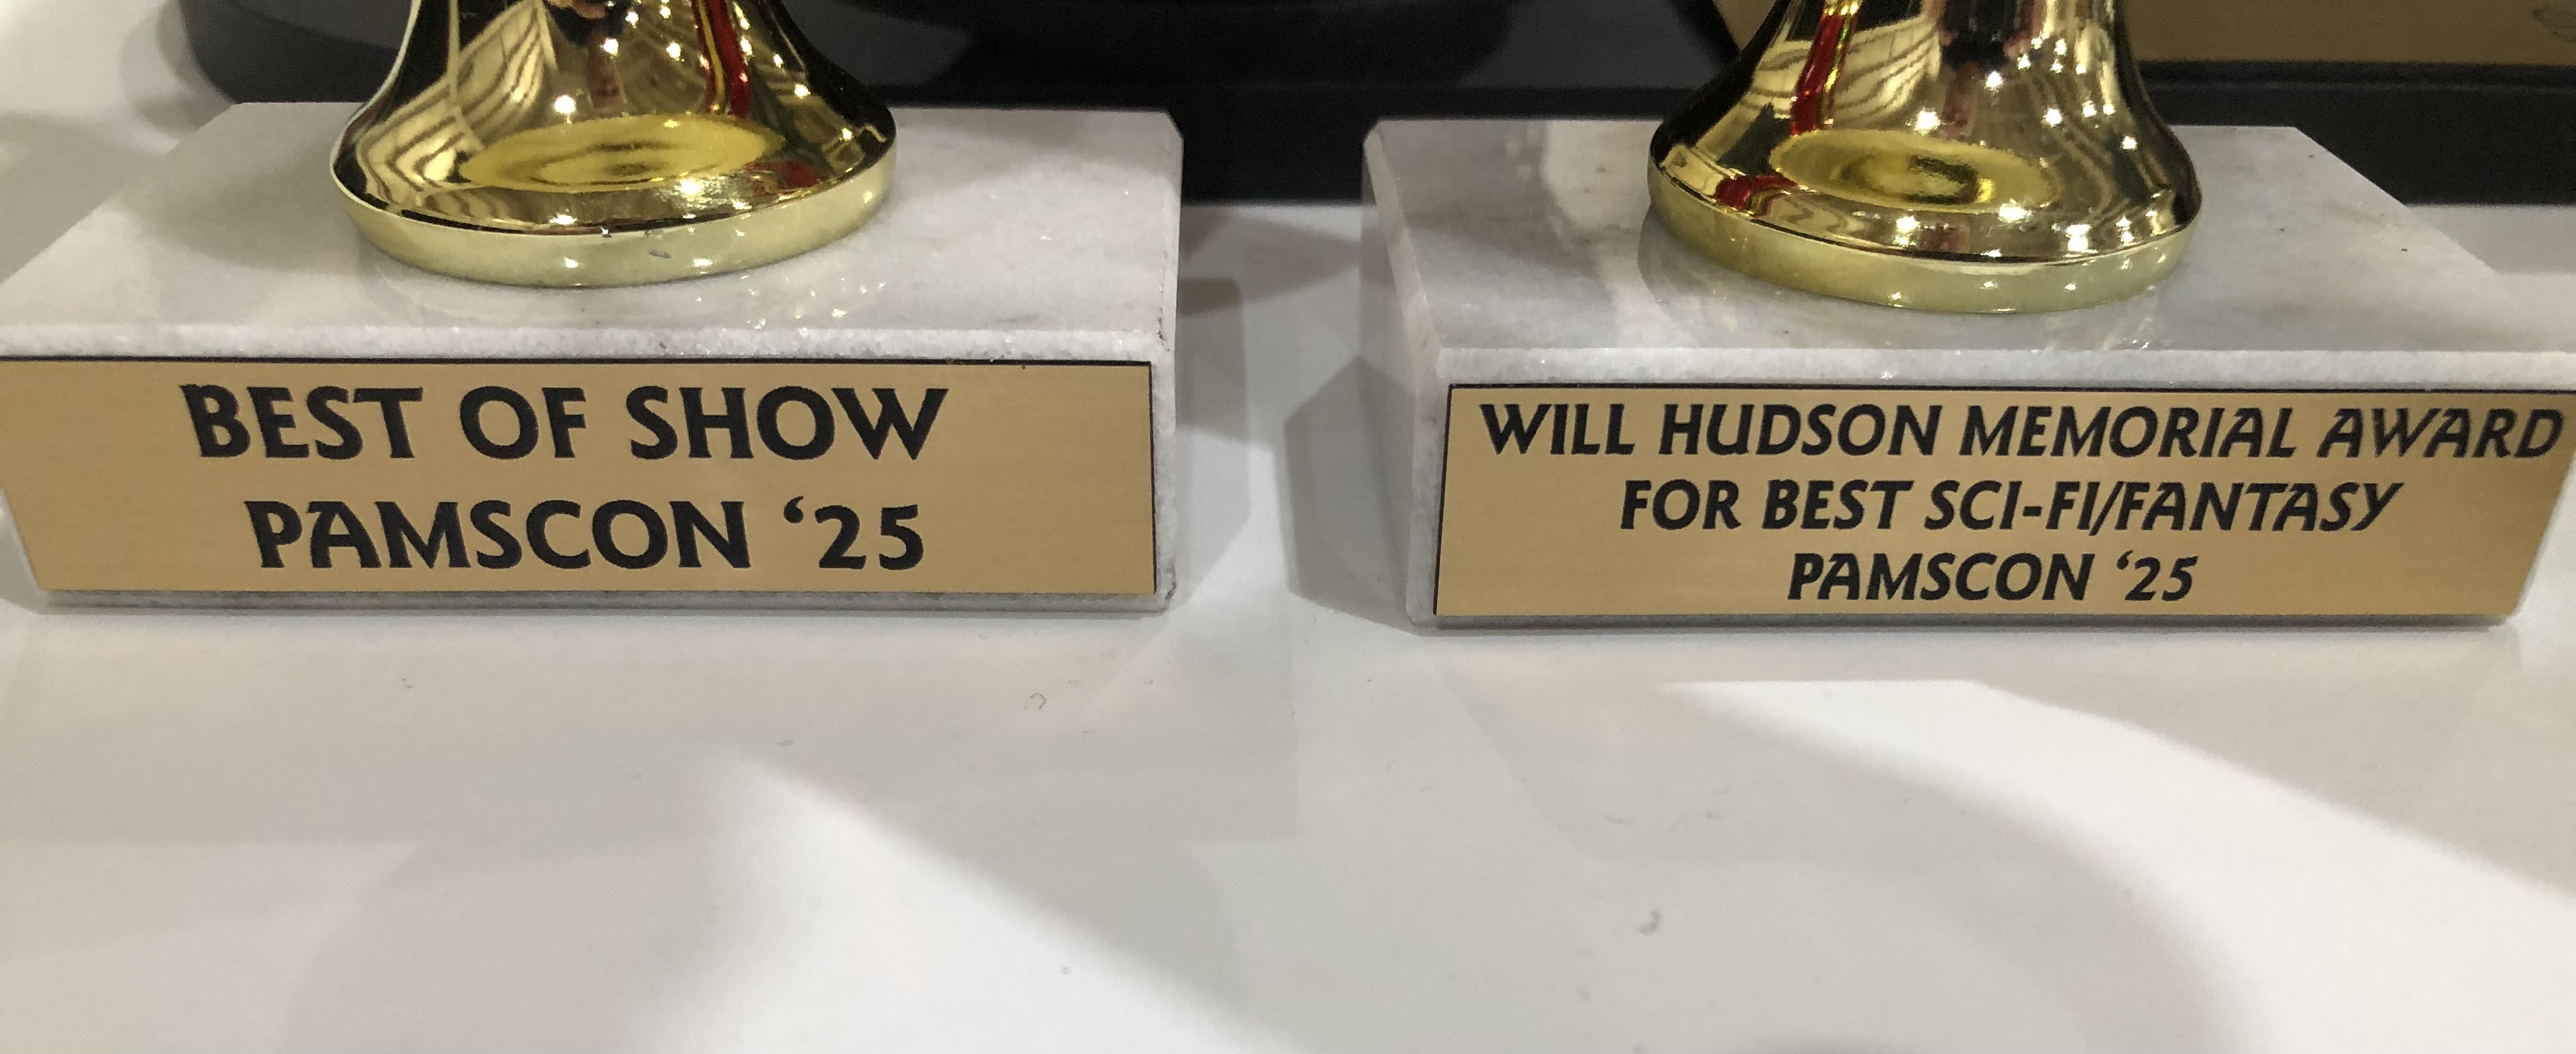 BEST OF SHOW
PAMSCON ‘25
WILL HUDSON MEMORIAL AWARD
FOR BEST SCI-FI/FANTASY
PAMSCON ‘25